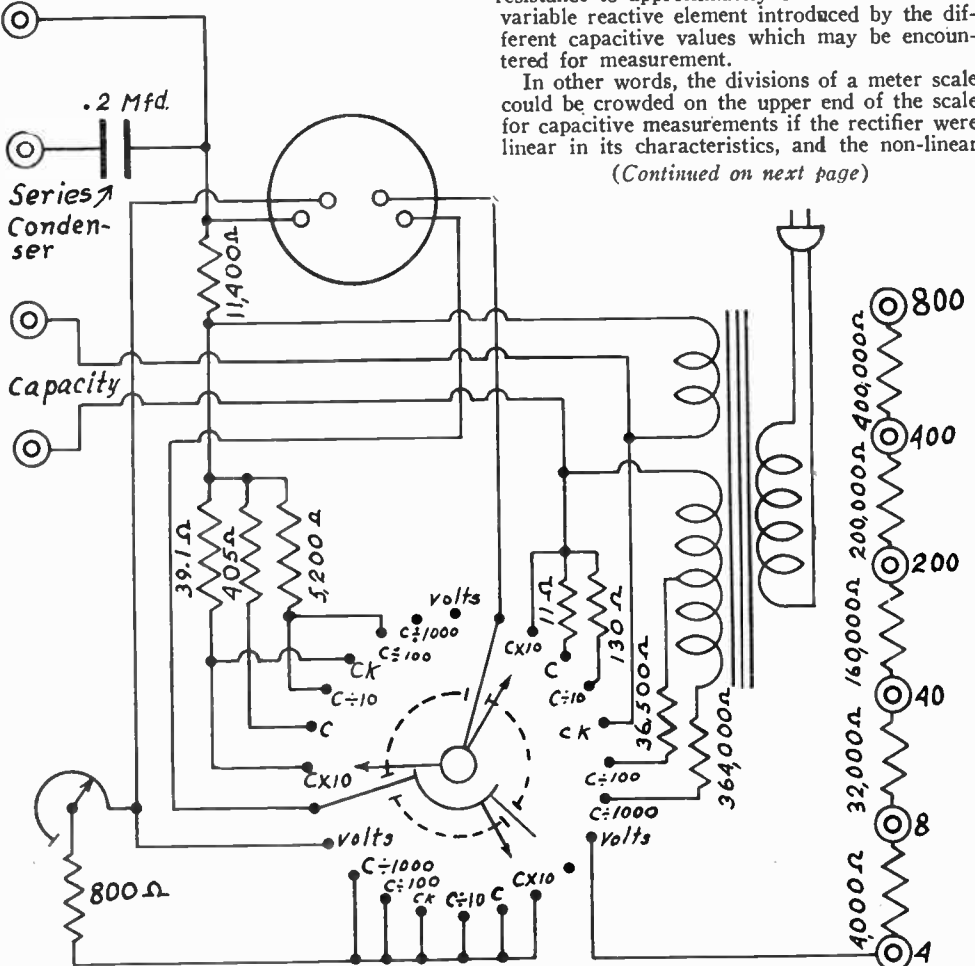 variable reactive element introduced by the dif-
ferent capacitive values which may be encoun-
tered for measurement.
In other words, the divisions of a meter scale
could be crowded on the upper end of the scale
for capacitive measurements if the rectifier were
linear in its characteristics, and the non-linear
(Continued on next page)
.2 Mfd.
Series
Conden-
ser
11,400Ω
Capacity
39.1Ω
405Ω
5,200Ω
volts
C÷1000
C÷100
CK
C÷10
C
CX10
volts
800Ω
C÷1000
C÷100
CK
C÷10
C
CX10
CX10
11Ω
130Ω
C
C÷10
CK
36,500Ω
364,000Ω
C÷100
C÷1000
volts
800
400,000Ω
400
200,000Ω
200
160,000Ω
40
32,000Ω
8
4,000Ω
4